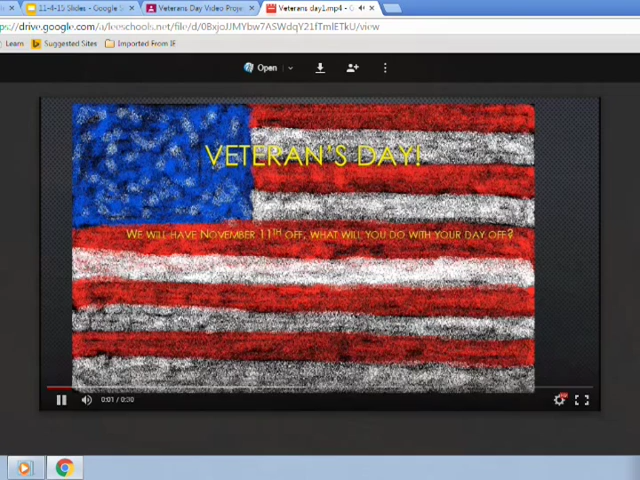 11-4-15 Slides - Google S
Veterans Day Video Proje
Veterans day1.mp4 - G
ps://drive.google.com/a/leeschools.net/file/d/0BxjoJJMYbw7ASWdqY21fTmlETkU/view
Learn
Suggested Sites
Imported From IE
Open
VETERAN'S DAY!
WE WILL HAVE NOVEMBER 11TH OFF, WHAT WILL YOU DO WITH YOUR DAY OFF?
0:01 / 0:30